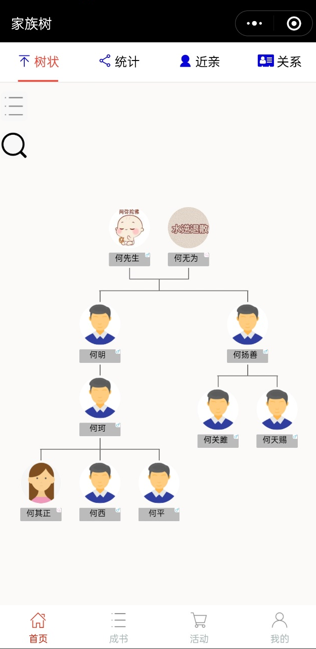 家族树
树状 统计 近亲 关系
何先生 何无为
何明 何扬善
何珂
何关雎 何天赐
何其正 何西 何平
首页 成书 活动 我的